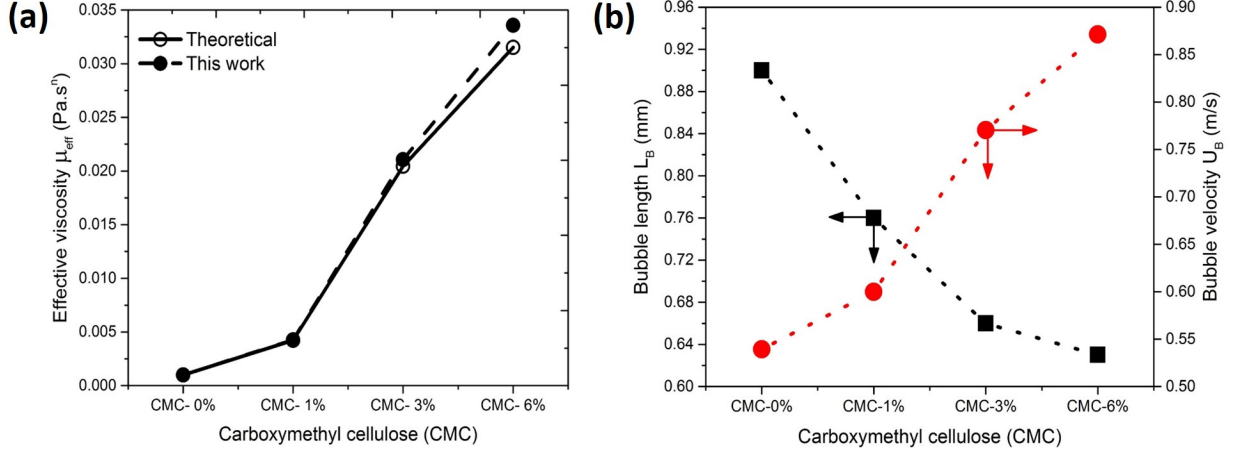 (a)
0.035
0.030
0.025
0.020
0.015
0.010
0.005
0.000
Effective viscosity μeff (Pa.sⁿ)
Theoretical
This work
CMC- 0%
CMC- 1%
CMC- 3%
CMC- 6%
Carboxymethyl cellulose (CMC)
(b)
0.96
0.92
0.88
0.84
0.80
0.76
0.72
0.68
0.64
0.60
Bubble length LB (mm)
0.90
0.85
0.80
0.75
0.70
0.65
0.60
0.55
0.50
Bubble velocity UB (m/s)
CMC-0%
CMC-1%
CMC-3%
CMC-6%
Carboxymethyl cellulose (CMC)